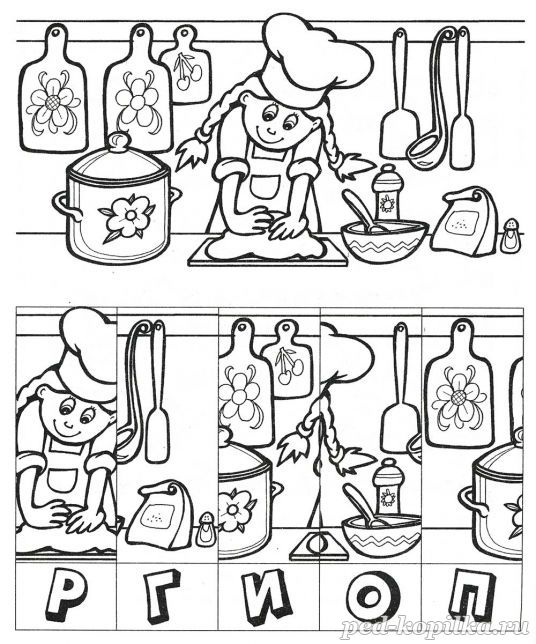 Р Г И О П
ped-kopilka.ru